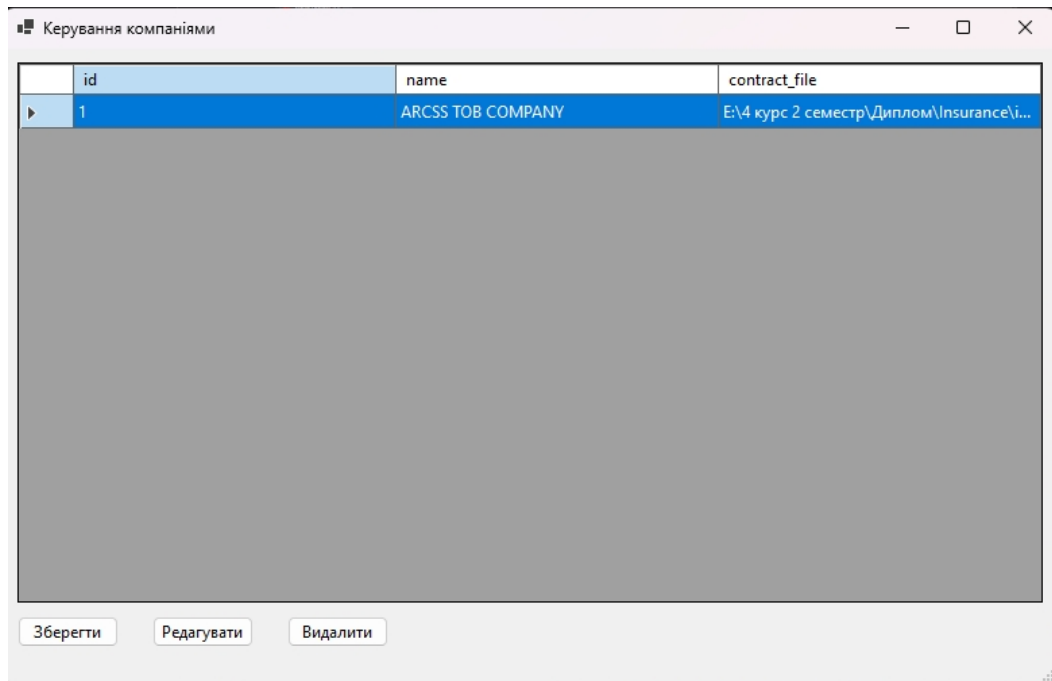 Керування компаніями
id name contract_file
1 ARCSS TOB COMPANY E:\4 курс 2 семестр\Диплом\Insurance\i...
Зберегти Редагувати Видалити